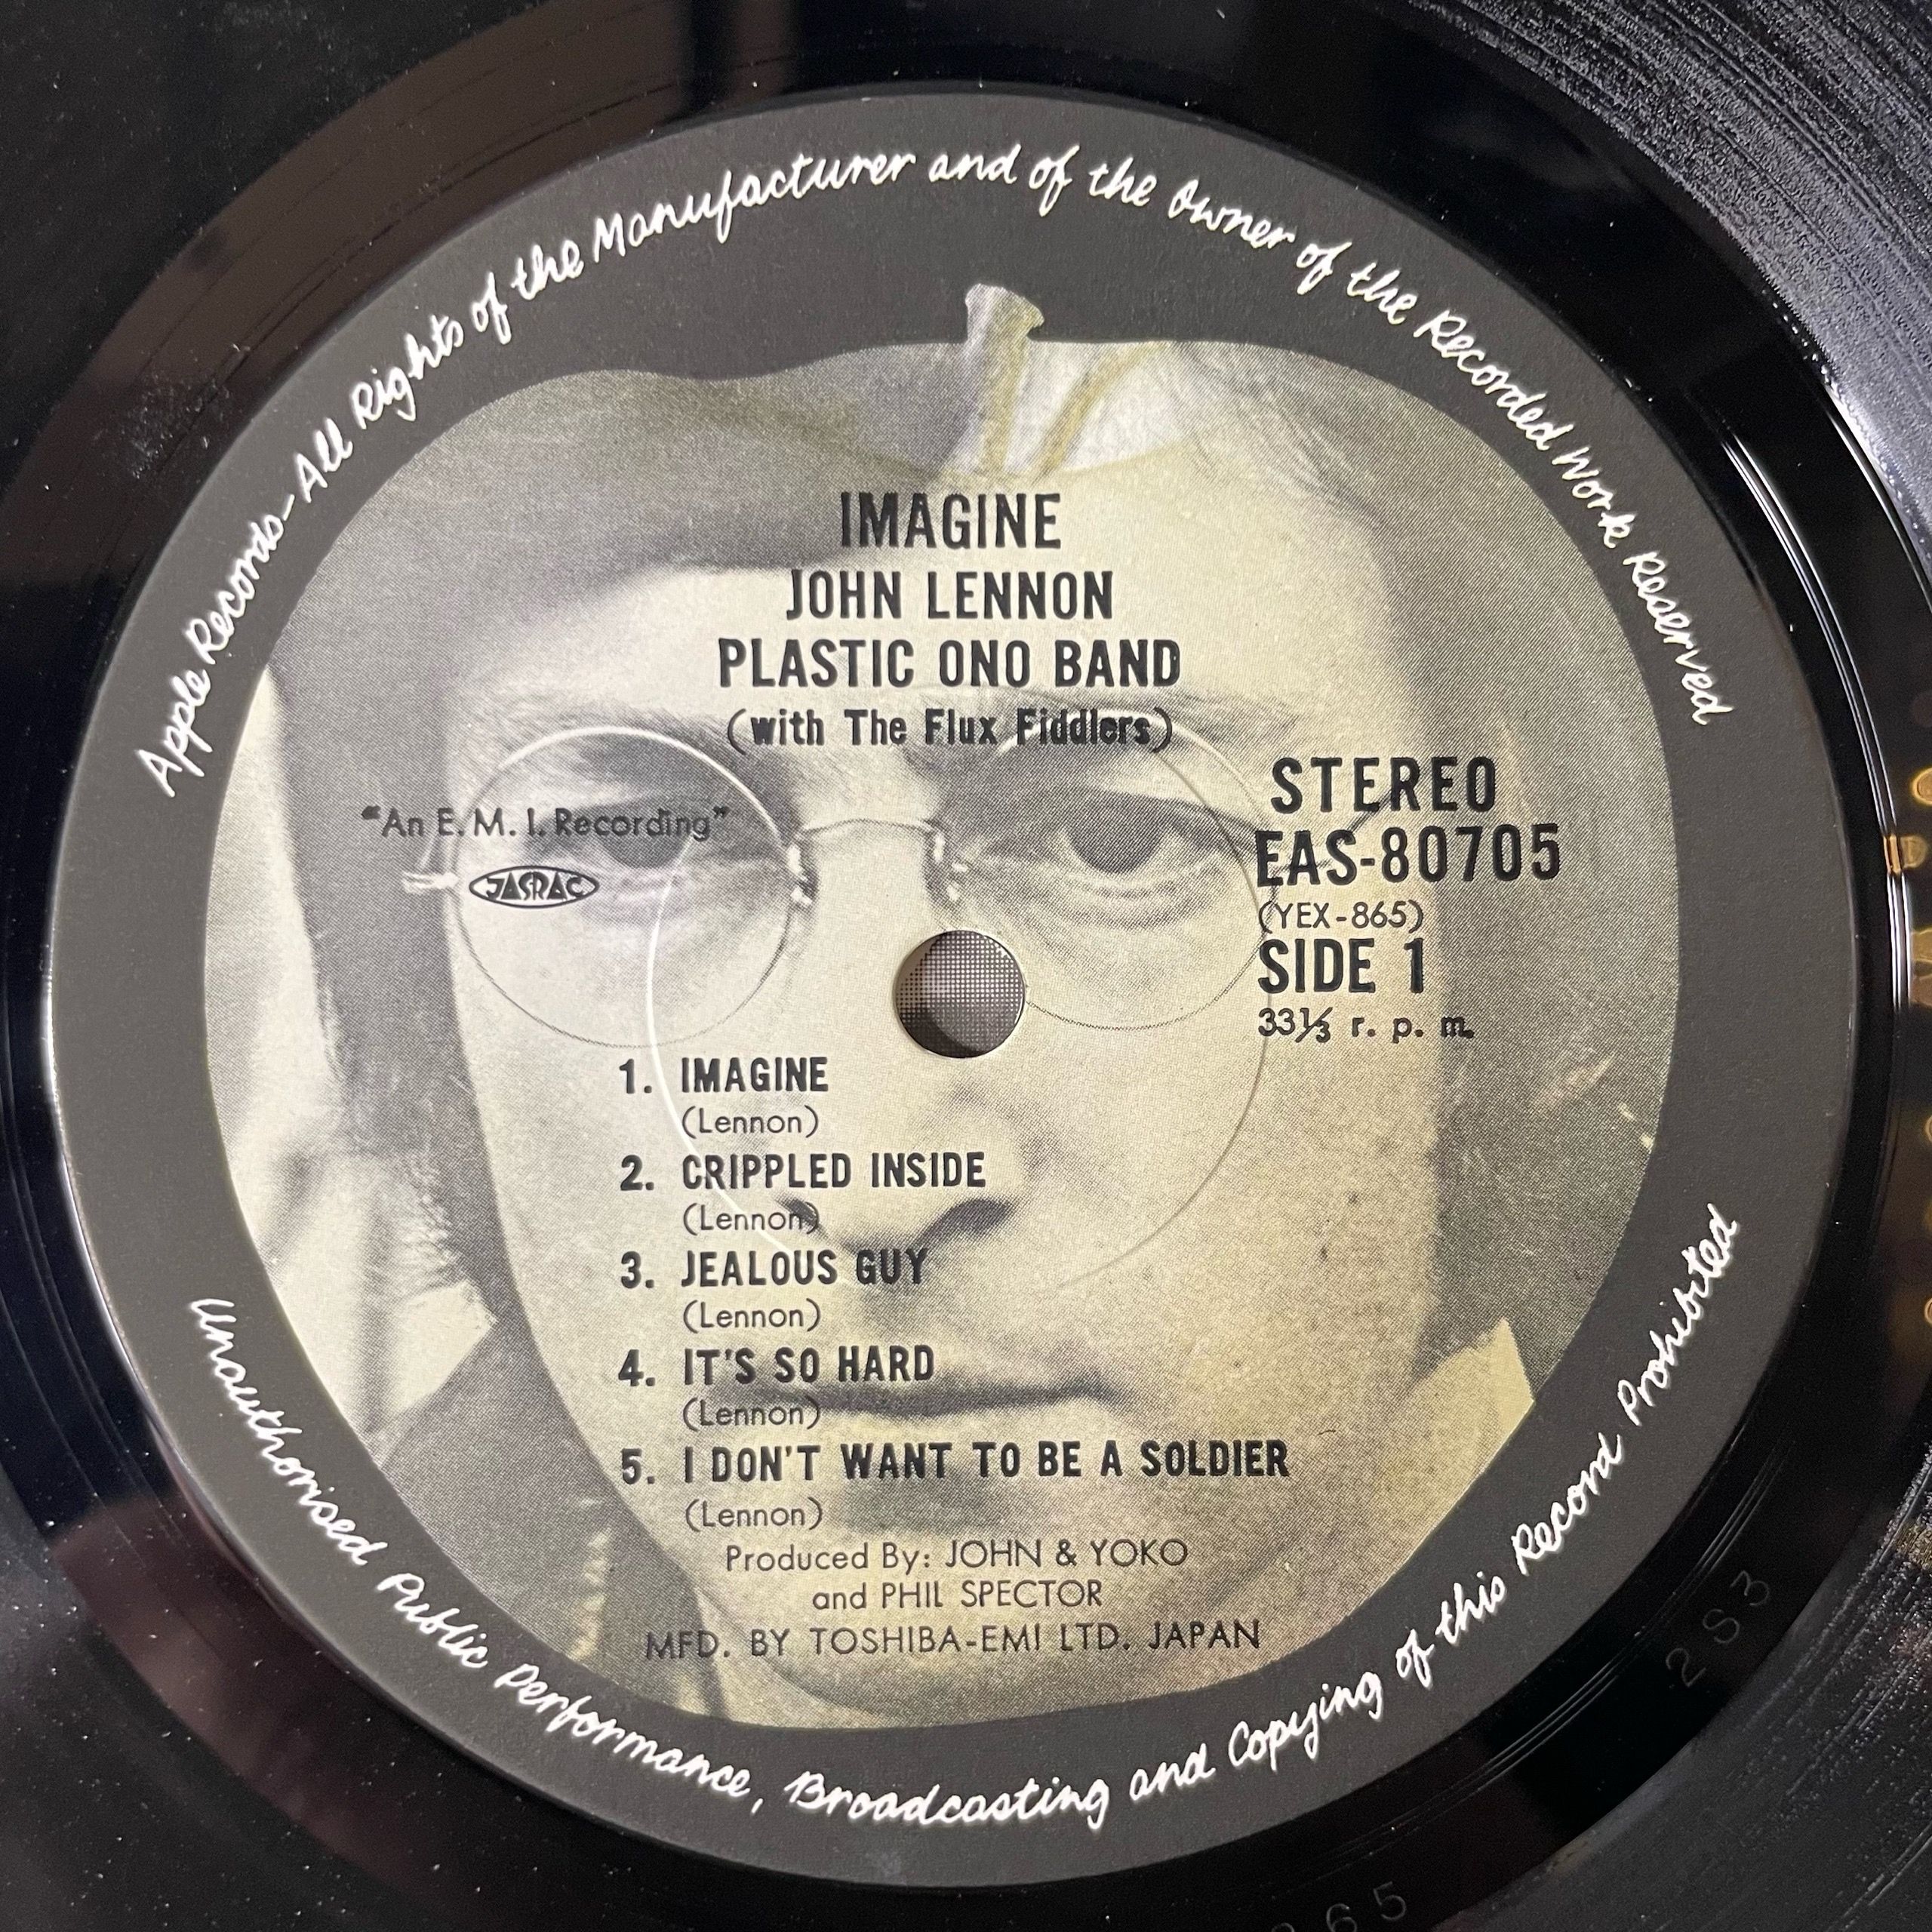 Apple Records-All Rights of the Manufacturer and of the Owner of the Recorded Work Reserved
IMAGINE
JOHN LENNON
PLASTIC ONO BAND
(with The Flux Fiddlers)
"An E. M. I. Recording"
JASRAC
STEREO
EAS-80705
(YEX-865)
SIDE 1
33⅓ r. p. m.
1. IMAGINE
(Lennon)
2. CRIPPLED INSIDE
(Lennon)
3. JEALOUS GUY
(Lennon)
4. IT'S SO HARD
(Lennon)
5. I DON'T WANT TO BE A SOLDIER
(Lennon)
Produced By: JOHN & YOKO
and PHIL SPECTOR
MFD. BY TOSHIBA-EMI LTD. JAPAN
Unauthorised Public Performance, Broadcasting and Copying of this Record Prohibited
2S3